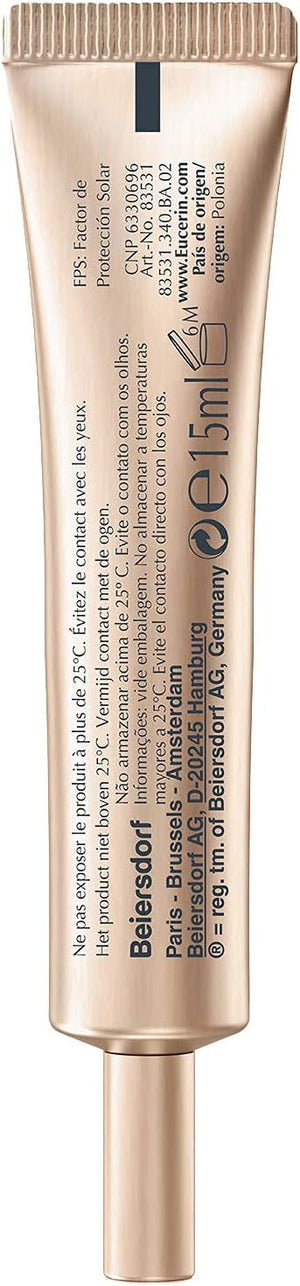 Ne pas exposer le produit à plus de 25°C. Évitez le contact avec les yeux.
Het product niet boven 25°C. Vermijd contact met de ogen.
Não armazenar acima de 25º C. Evite o contato com os olhos.
Informações: vide embalagem. No almacenar a temperaturas
mayores a 25°C. Evite el contacto directo con los ojos.
Beiersdorf
Paris - Brussels - Amsterdam
Beiersdorf AG, D-20245 Hamburg
® = reg. tm. of Beiersdorf AG, Germany
FPS: Factor de
Protección Solar
CNP 6330696
Art.-No. 83531
83531.340.BA.02
www.Eucerin.com
País de origen/
origem: Polonia
6M
e15ml